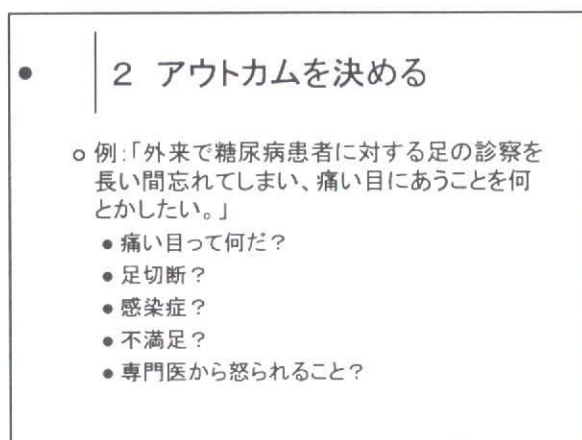 2 アウトカムを決める
例:「外来で糖尿病患者に対する足の診察を
長い間忘れてしまい、痛い目にあうことを何
とかしたい。」
痛い目って何だ?
足切断?
感染症?
不満足?
専門医から怒られること?